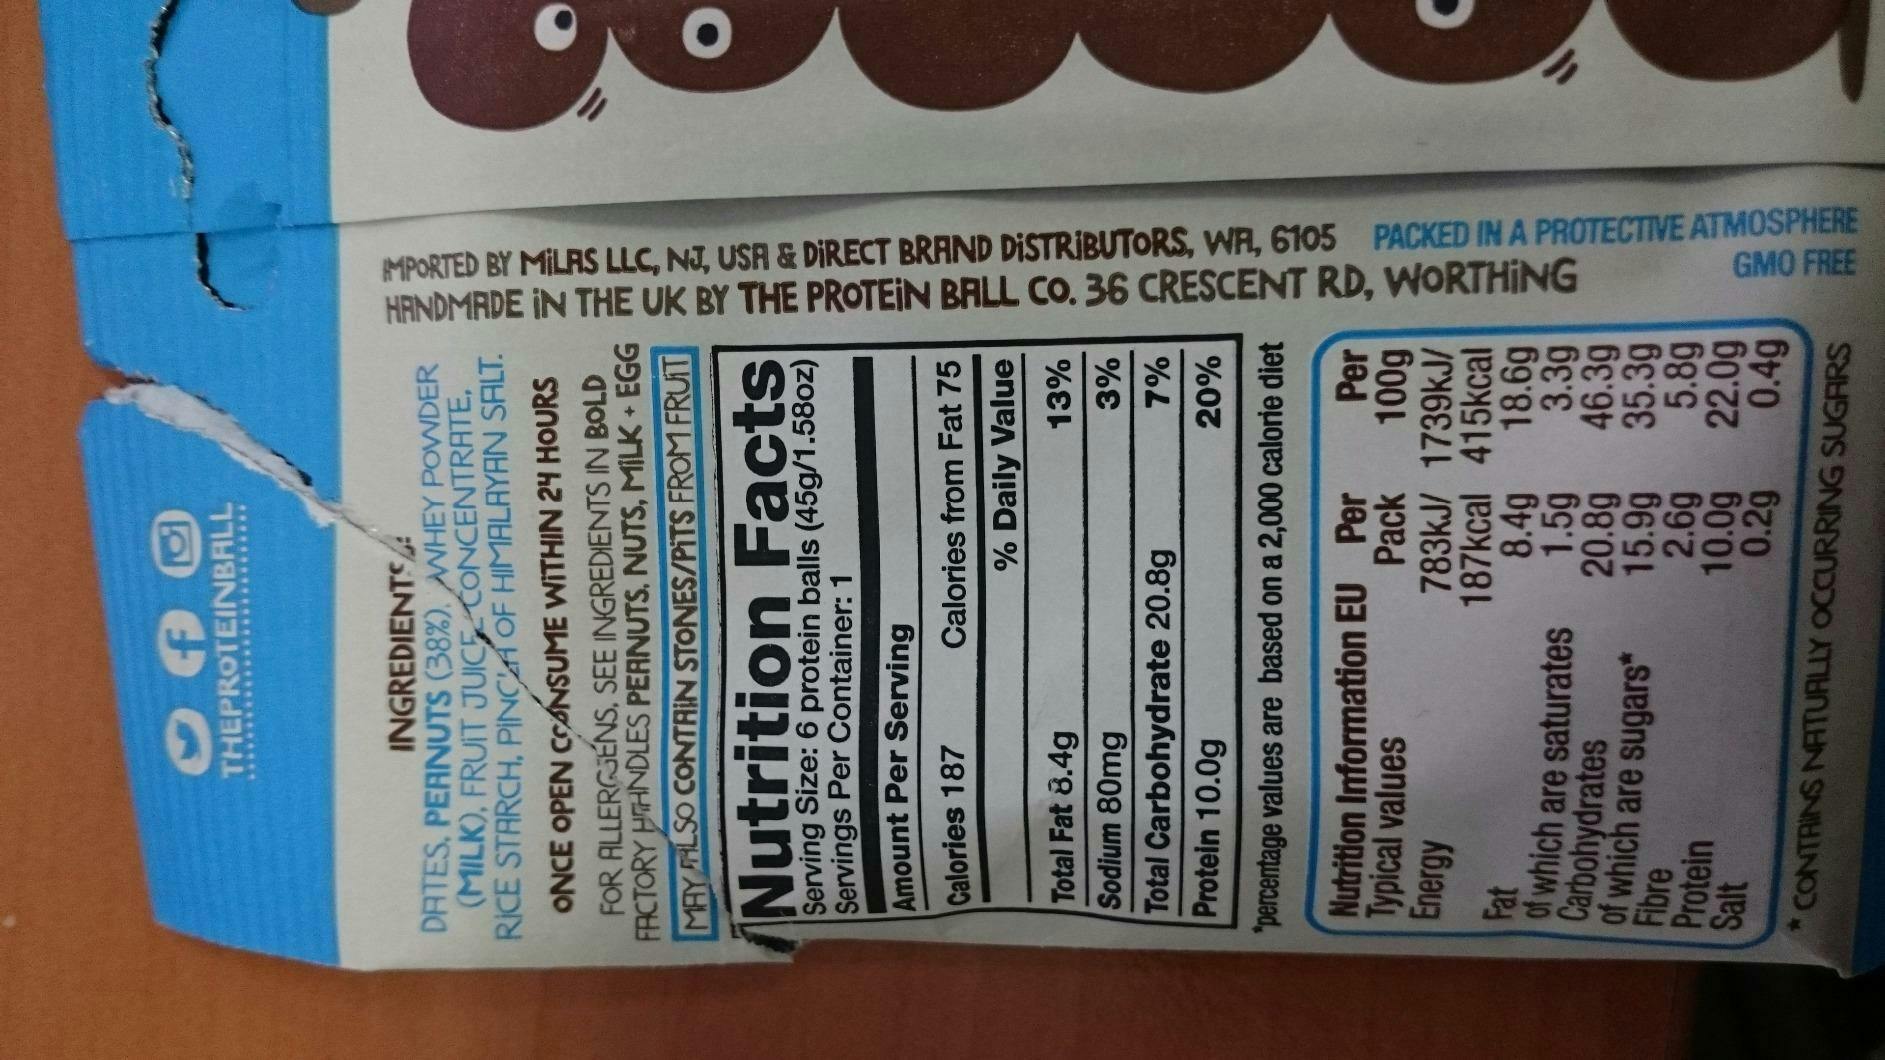 THEPROTEINBALL
INGREDIENTS:
DATES, PEANUTS (38%), WHEY POWDER
(MILK), FRUIT JUICE CONCENTRATE,
RICE STARCH, PINCH OF HIMALAYAN SALT.
ONCE OPEN CONSUME WITHIN 24 HOURS
FOR ALLERGENS, SEE INGREDIENTS IN BOLD
FACTORY HANDLES PEANUTS, NUTS, MILK + EGG
MAY ALSO CONTAIN STONES/PITS FROM FRUIT
Nutrition Facts
Serving Size: 6 protein balls (45g/1.58oz)
Servings Per Container: 1
Amount Per Serving
Calories 187 Calories from Fat 75
% Daily Value
Total Fat 8.4g 13%
Sodium 80mg 3%
Total Carbohydrate 20.8g 7%
Protein 10.0g 20%
*percentage values are based on a 2,000 calorie diet
Nutrition Information EU Per Per
Typical values Pack 100g
Energy 783kJ/ 1739kJ/
187kcal 415kcal
Fat 8.4g 18.6g
of which are saturates 1.5g 3.3g
Carbohydrates 20.8g 46.3g
of which are sugars* 15.9g 35.3g
Fibre 2.6g 5.8g
Protein 10.0g 22.0g
Salt 0.2g 0.4g
* CONTAINS NATURALLY OCCURRING SUGARS
IMPORTED BY MILAS LLC, NJ, USA & DIRECT BRAND DISTRIBUTORS, WA, 6105
HANDMADE IN THE UK BY THE PROTEIN BALL CO. 36 CRESCENT RD, WORTHING
PACKED IN A PROTECTIVE ATMOSPHERE
GMO FREE